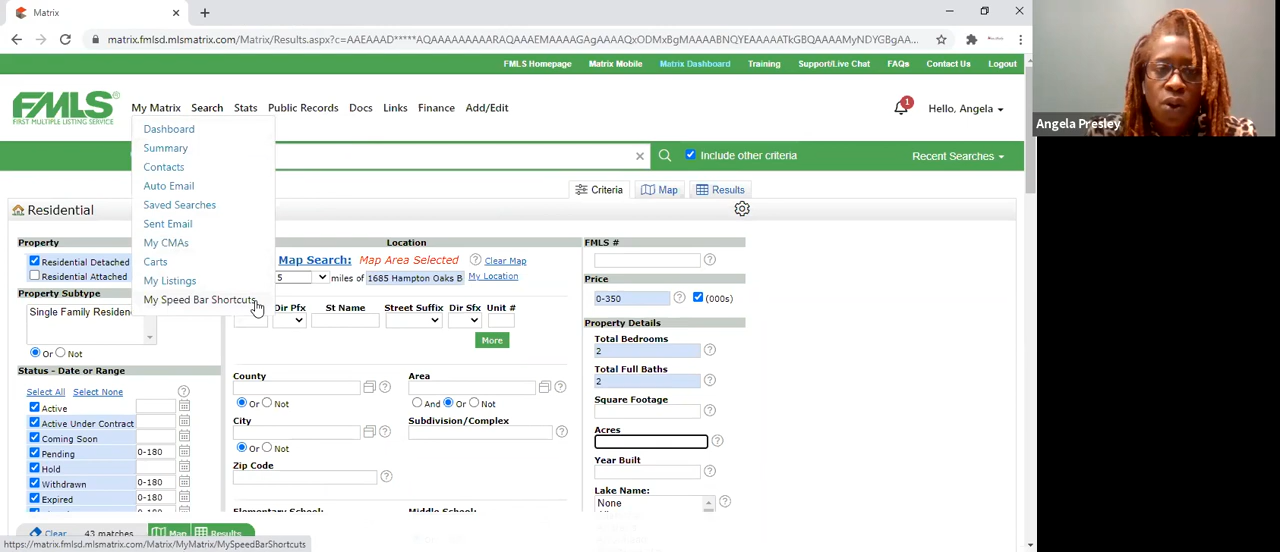 Matrix
matrix.fmlsd.mlsmatrix.com/Matrix/Results.aspx?c=AAEAAAD*****AQAAAAAAAAARAQAAAEMAAAAGAgAAAAQxODMxBgMAAAABNQYEAAAAATkGBQAAAAMyNDYGBgAA...
FMLS Homepage Matrix Mobile Matrix Dashboard Training Support/Live Chat FAQs Contact Us Logout
FMLS
FIRST MULTIPLE LISTING SERVICE
My Matrix Search Stats Public Records Docs Links Finance Add/Edit
1
Hello, Angela
Angela Presley
Dashboard
Summary
Contacts
Auto Email
Saved Searches
Sent Email
My CMAs
Carts
My Listings
My Speed Bar Shortcuts
Include other criteria
Recent Searches
Criteria Map Results
Residential
Property
Residential Detached
Residential Attached
Property Subtype
Single Family Residen
Or Not
Status - Date or Range
Select All Select None
Active
Active Under Contract
Coming Soon
Pending 0-180
Hold
Withdrawn 0-180
Expired 0-180
Location
Map Search: Map Area Selected Clear Map
5 miles of 1685 Hampton Oaks B My Location
Dir Pfx St Name Street Suffix Dir Sfx Unit #
More
County Area
Or Not And Or Not
City Subdivision/Complex
Or Not
Zip Code
Elementary School: Middle School:
FMLS #
Price
0-350 (000s)
Property Details
Total Bedrooms
2
Total Full Baths
2
Square Footage
Acres
Year Built
Lake Name:
None
Clear 43 matches Map Results
https://matrix.fmlsd.mlsmatrix.com/Matrix/MyMatrix/MySpeedBarShortcuts